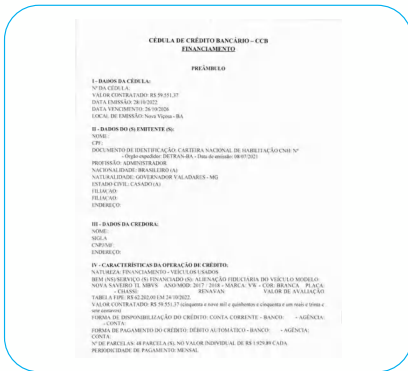 CÉDULA DE CRÉDITO BANCÁRIO – CCB
FINANCIAMENTO
PREÂMBULO
I - DADOS DA CÉDULA:
Nº DA CÉDULA:
VALOR CONTRATADO: R$ 59.551,37
DATA EMISSÃO: 28/10/2022
DATA VENCIMENTO: 26/10/2026
LOCAL DE EMISSÃO: Nova Viçosa – BA
II - DADOS DO (S) EMITENTE (S):
NOME:
CPF:
DOCUMENTO DE IDENTIFICAÇÃO: CARTEIRA NACIONAL DE HABILITAÇÃO CNH: Nº
- Órgão expedidor: DETRAN-BA - Data de emissão: 08/07/2021
PROFISSÃO: ADMINISTRADOR
NACIONALIDADE: BRASILEIRO (A)
NATURALIDADE: GOVERNADOR VALADARES - MG
ESTADO CIVIL: CASADO (A)
FILIAÇÃO:
FILIAÇÃO:
ENDEREÇO:
III - DADOS DA CREDORA:
NOME:
SIGLA
CNPJ/MF:
ENDEREÇO:
IV - CARACTERÍSTICAS DA OPERAÇÃO DE CRÉDITO:
NATUREZA: FINANCIAMENTO - VEÍCULOS USADOS
BEM (NS)/SERVIÇO (S) FINANCIADO (S): ALIENAÇÃO FIDUCIÁRIA DO VEÍCULO MODELO:
NOVA SAVEIRO TL MBVS ANO/MOD: 2017 / 2018 - MARCA: VW - COR: BRANCA PLACA:
- CHASSI: RENAVAN: VALOR DE AVALIAÇÃO
TABELA FIPE: R$ 62.202,00 EM 24/10/2022.
VALOR CONTRATADO: R$ 59.551,37 (cinquenta e nove mil e quinhentos e cinquenta e um reais e trinta e
sete centavos)
FORMA DE DISPONIBILIZAÇÃO DO CRÉDITO: CONTA CORRENTE - BANCO: - AGÊNCIA:
- CONTA:
FORMA DE PAGAMENTO DO CRÉDITO: DÉBITO AUTOMÁTICO - BANCO: - AGÊNCIA:
CONTA:
Nº DE PARCELAS: 48 PARCELA (S), NO VALOR INDIVIDUAL DE R$ 1.929,89 CADA
PERIODICIDADE DE PAGAMENTO: MENSAL